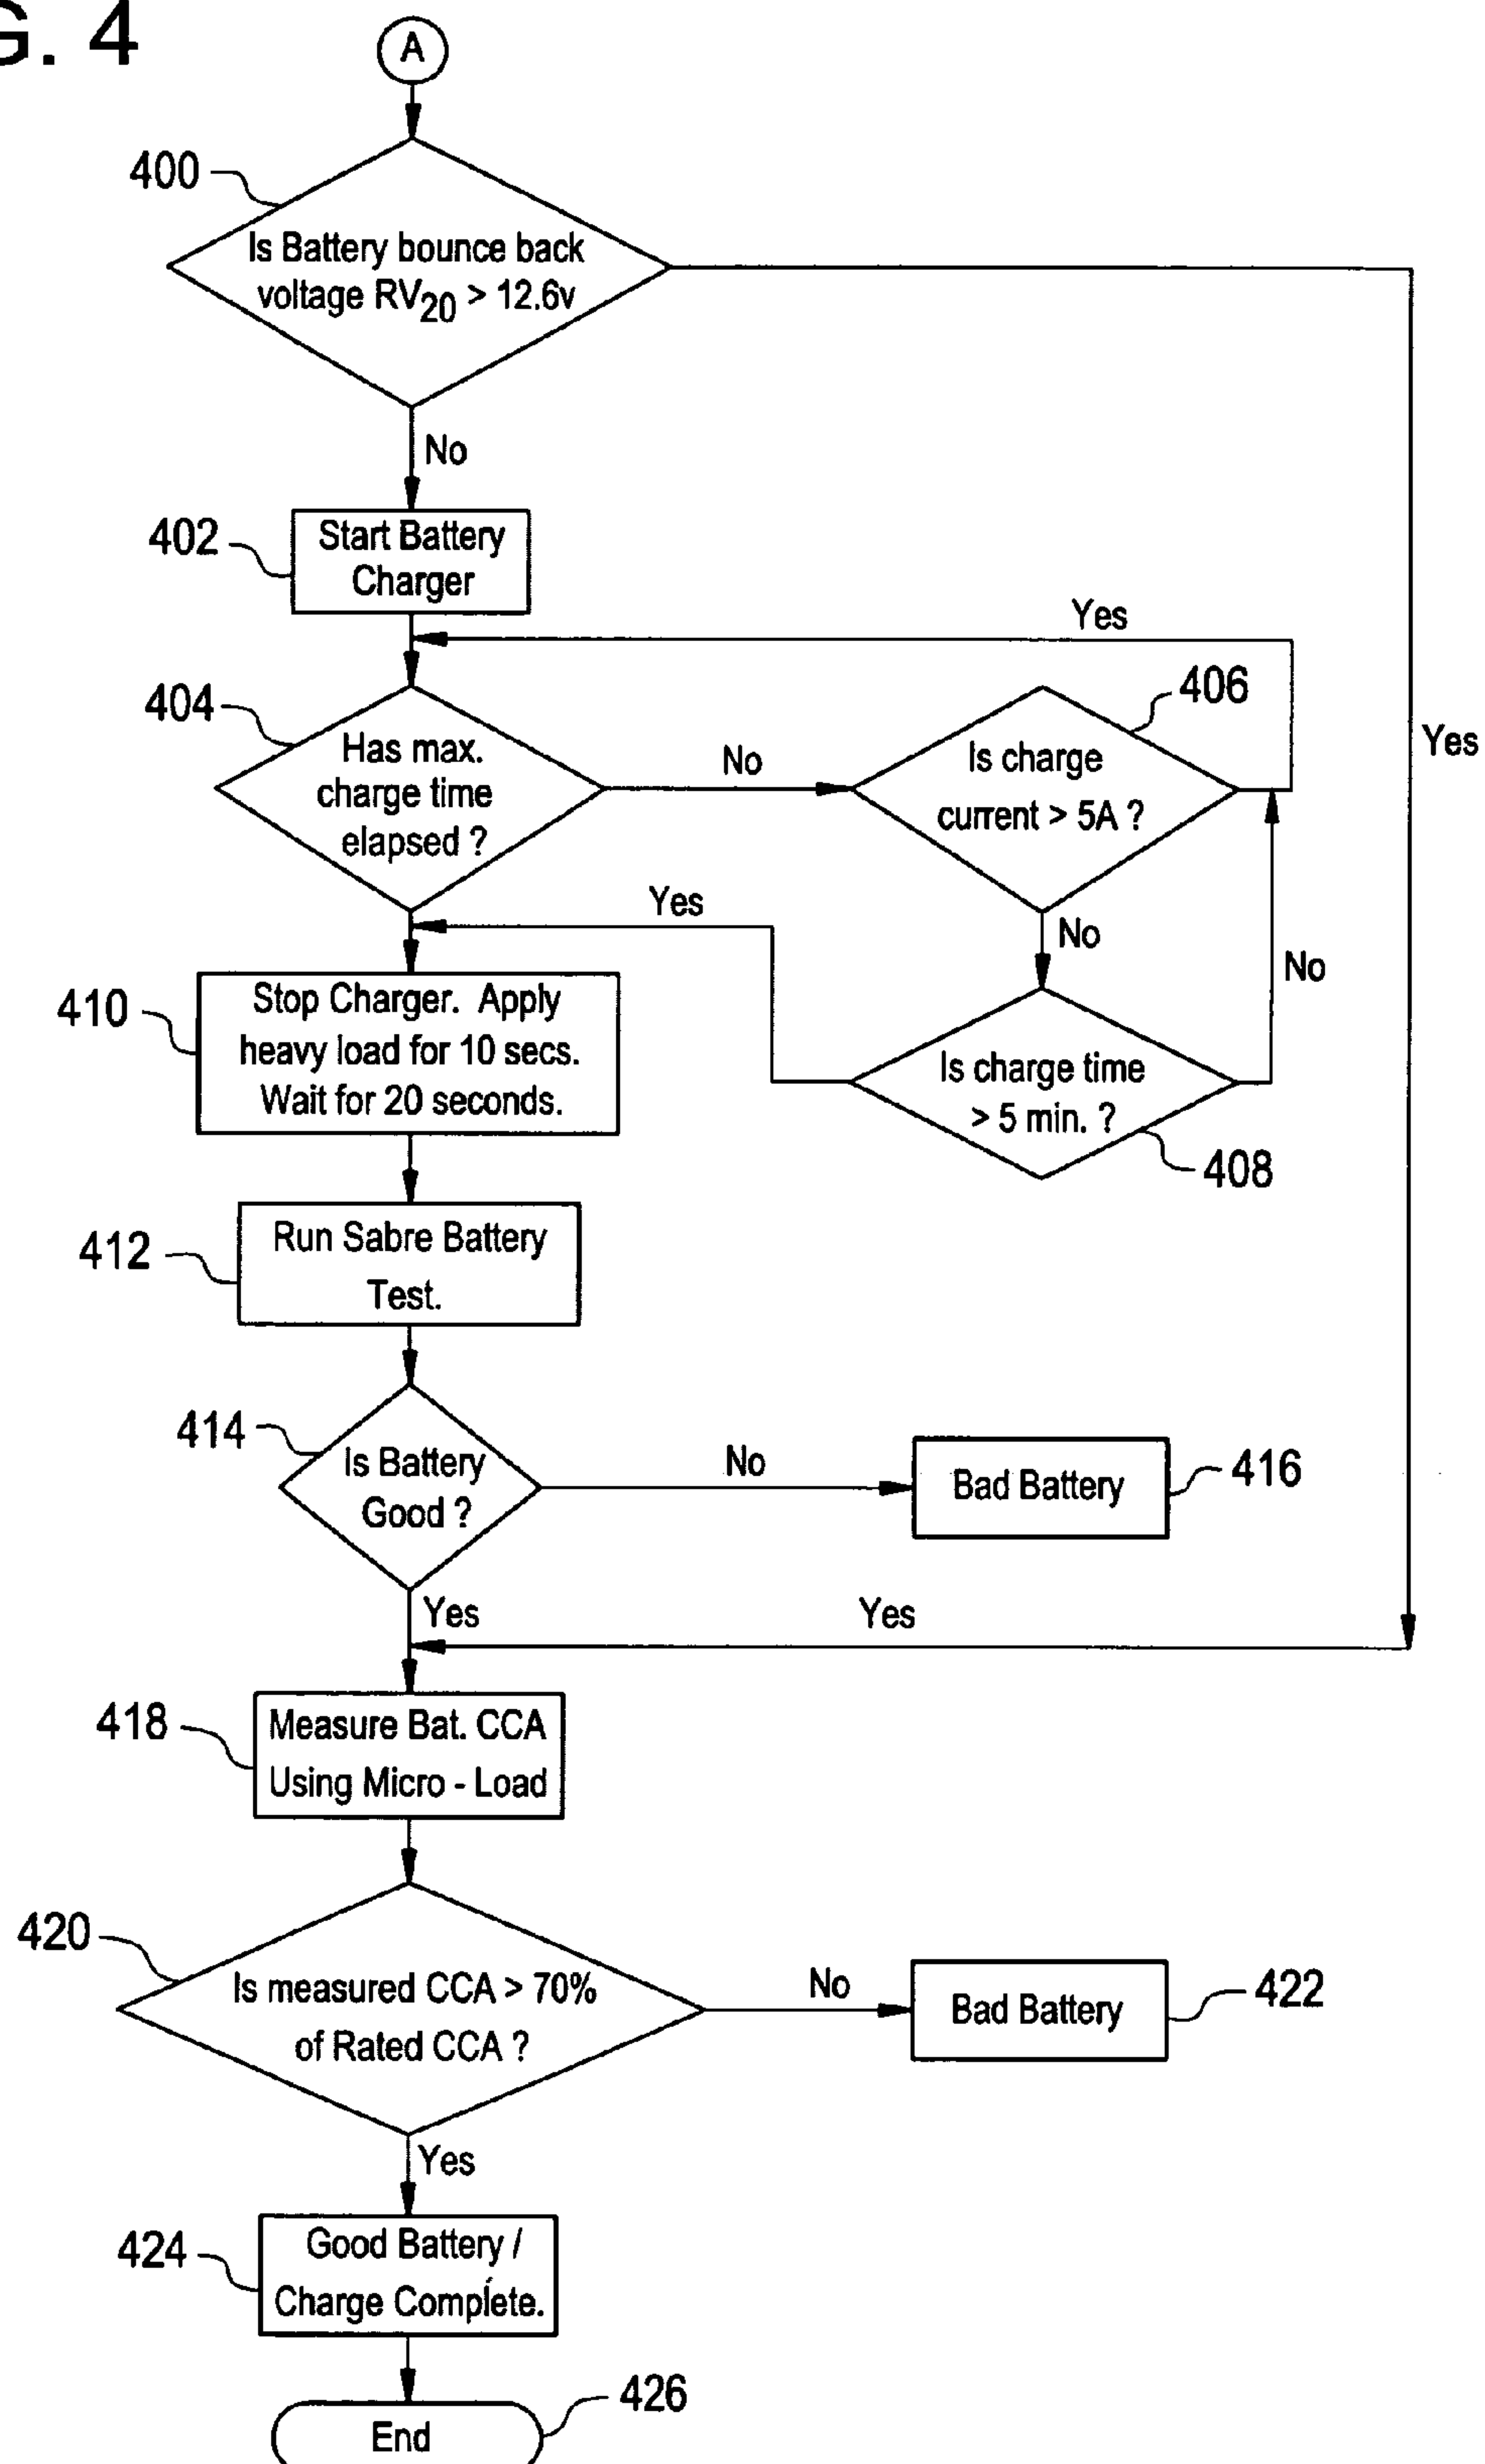 G. 4
A
400
Is Battery bounce back
voltage RV20 > 12.6v
No
402
Start Battery
Charger
Yes
404
Has max.
charge time
elapsed ?
No
406
Is charge
current > 5A ?
Yes
Yes
No
No
410
Stop Charger. Apply
heavy load for 10 secs.
Wait for 20 seconds.
Is charge time
> 5 min. ?
408
412
Run Sabre Battery
Test.
414
Is Battery
Good ?
No
Bad Battery
416
Yes
Yes
418
Measure Bat. CCA
Using Micro - Load
420
Is measured CCA > 70%
of Rated CCA ?
No
Bad Battery
422
Yes
424
Good Battery /
Charge Complete.
426
End